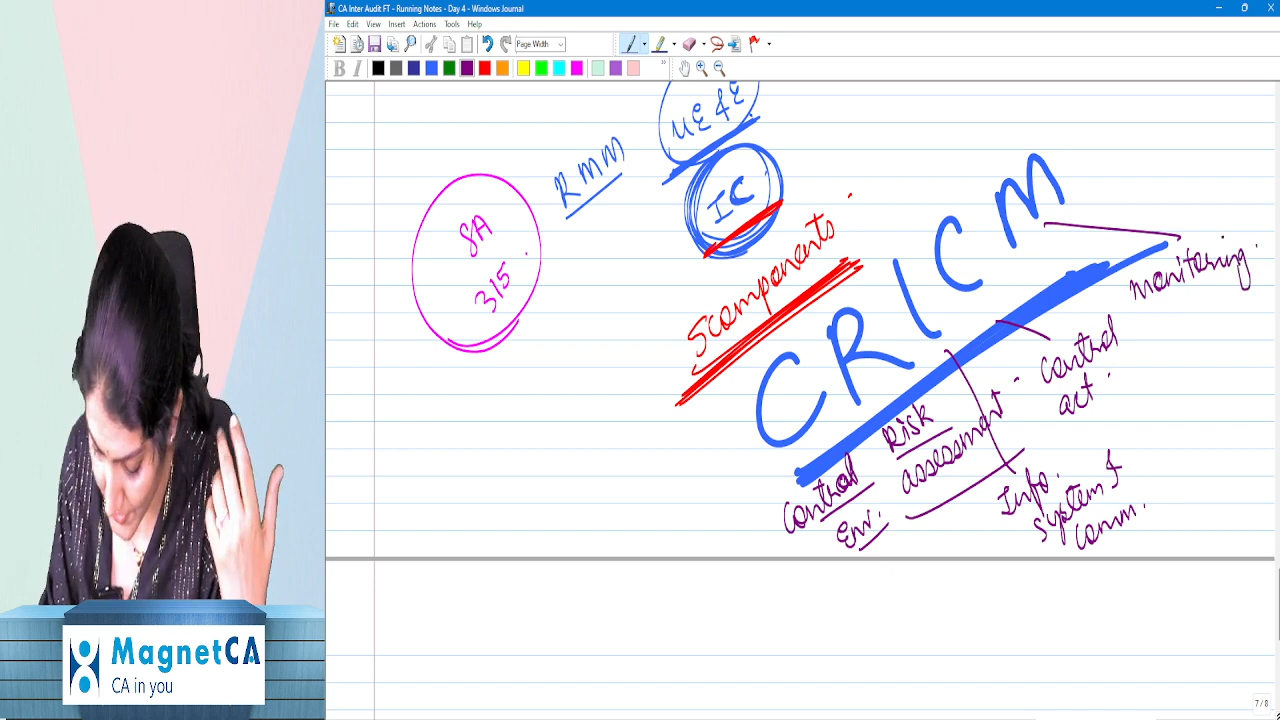 CA Inter Audit FT - Running Notes - Day 4 - Windows Journal
File Edit View Insert Actions Tools Help
Page Width
B I
UE & E
RMM
IC
SA
315.
5 components.
CRICM
monitoring.
Control
act.
Risk
assessment.
Control
Env.
Info.
System &
Comm.
MagnetCA
CA in you
7 / 8